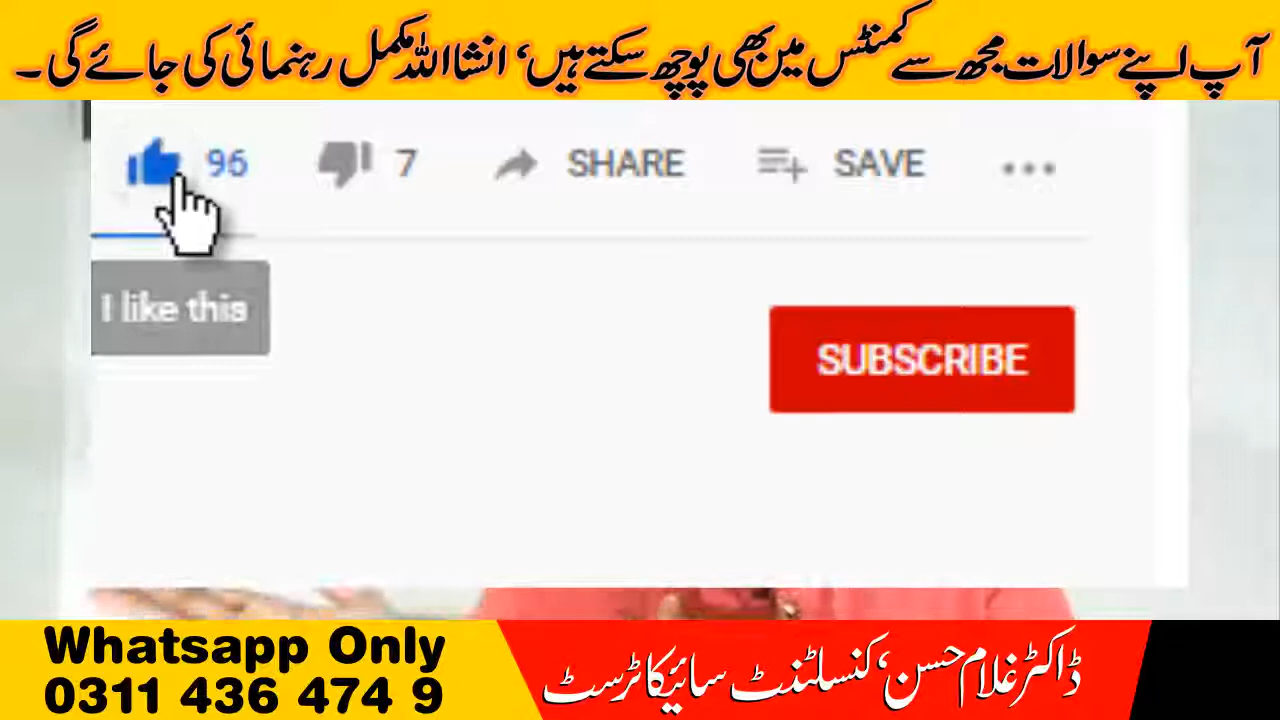 آپ اپنے سوالات مجھ سے کمنٹس میں بھی پوچھ سکتے ہیں، انشااللہ مکمل رہنمائی کی جائے گی۔
96 7 SHARE SAVE
I like this
SUBSCRIBE
Whatsapp Only
0311 436 474 9
ڈاکٹر غلام حسن، کنسلٹنٹ سائیکاٹرسٹ